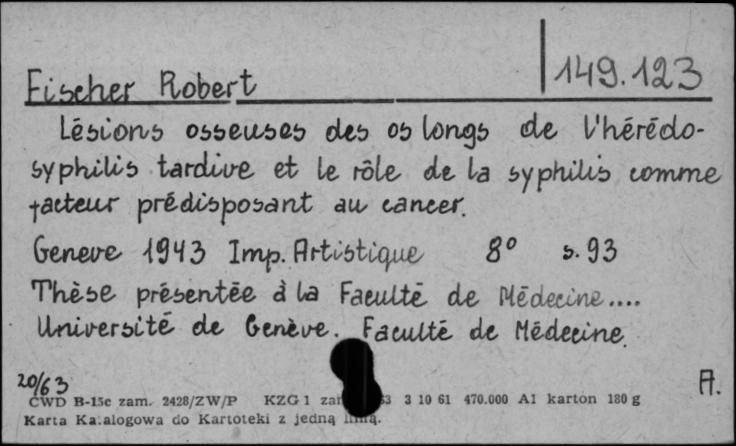 149.123
Fischer Robert
Lésions osseuses des os longs de l'hérédo-
syphilis tardive et le rôle de la syphilis comme
facteur prédisposant au cancer.
Geneve 1943 Imp. Artistique 8° s. 93
Thèse présentée à la Faculté de Médecine....
Université de Genève. Faculté de Médecine.
20/63
A.
CWD B-15c zam. 2428/ZW/P KZG 1 3 10 61 470.000 A1 karton 180 g
Karta Katalogowa do Kartoteki z jedną linią.